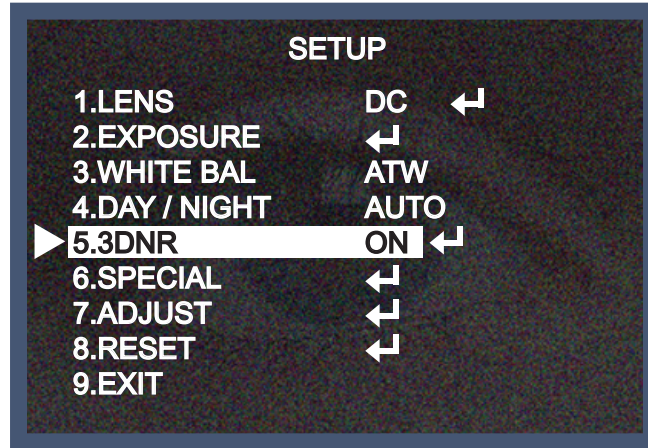 SETUP
1.LENS DC ↵
2.EXPOSURE ↵
3.WHITE BAL ATW
4.DAY / NIGHT AUTO
5.3DNR ON ↵
6.SPECIAL ↵
7.ADJUST ↵
8.RESET ↵
9.EXIT